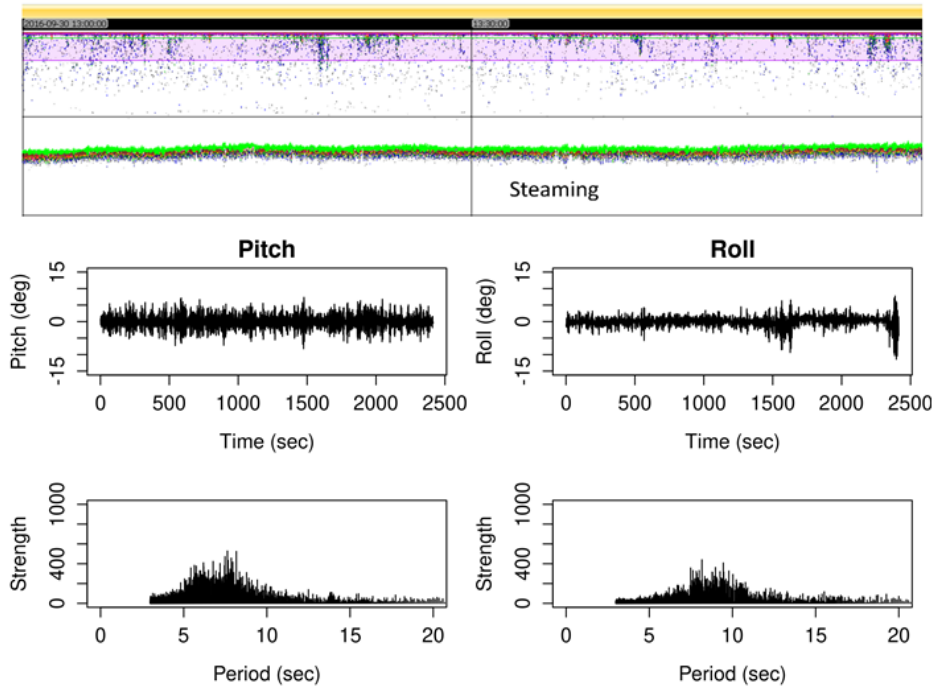 2016-09-30 13:00:00 13:30:00
Steaming
Pitch Roll
Pitch (deg) -15 0 15
Roll (deg) -15 0 15
0 500 1000 1500 2000 2500 0 500 1000 1500 2000 2500
Time (sec) Time (sec)
Strength 0 400 1000
Strength 0 400 1000
0 5 10 15 20 0 5 10 15 20
Period (sec) Period (sec)